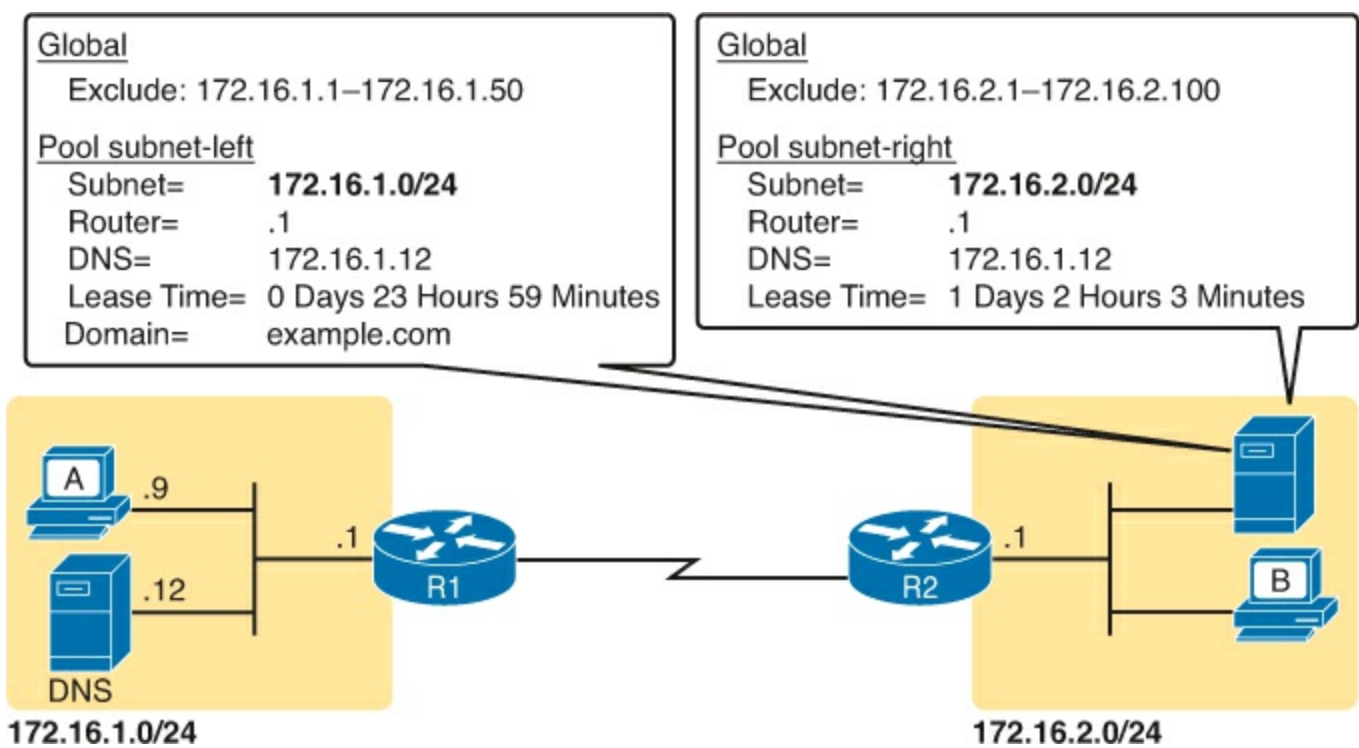 Global
Exclude: 172.16.1.1–172.16.1.50
Pool subnet-left
Subnet= 172.16.1.0/24
Router= .1
DNS= 172.16.1.12
Lease Time= 0 Days 23 Hours 59 Minutes
Domain= example.com
Global
Exclude: 172.16.2.1–172.16.2.100
Pool subnet-right
Subnet= 172.16.2.0/24
Router= .1
DNS= 172.16.1.12
Lease Time= 1 Days 2 Hours 3 Minutes
A
.9
.12
DNS
.1
R1
172.16.1.0/24
R2
.1
B
172.16.2.0/24